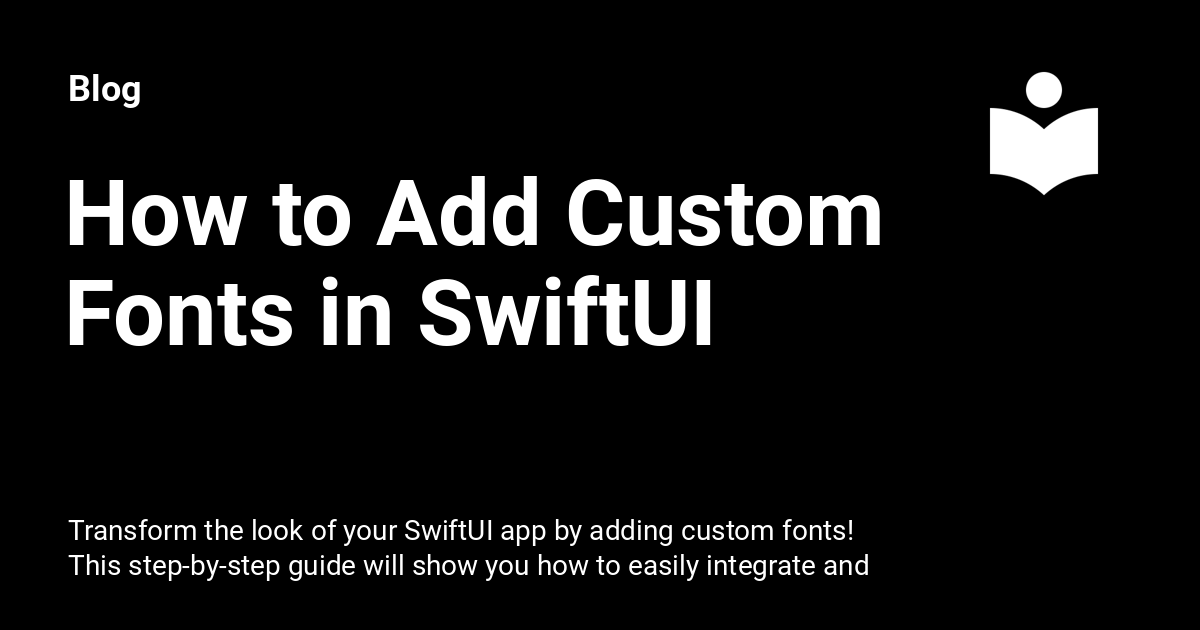 Blog
How to Add Custom
Fonts in SwiftUI
Transform the look of your SwiftUI app by adding custom fonts!
This step-by-step guide will show you how to easily integrate and